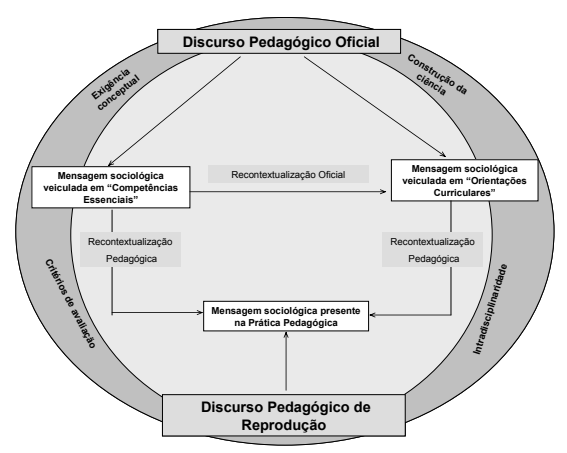 Discurso Pedagógico Oficial
Exigência
conceptual
Construção da
ciência
Mensagem sociológica
veiculada em “Competências
Essenciais”
Recontextualização Oficial
Mensagem sociológica
veiculada em “Orientações
Curriculares”
Recontextualização
Pedagógica
Recontextualização
Pedagógica
Critérios de avaliação
Intradisciplinaridade
Mensagem sociológica presente
na Prática Pedagógica
Discurso Pedagógico de
Reprodução